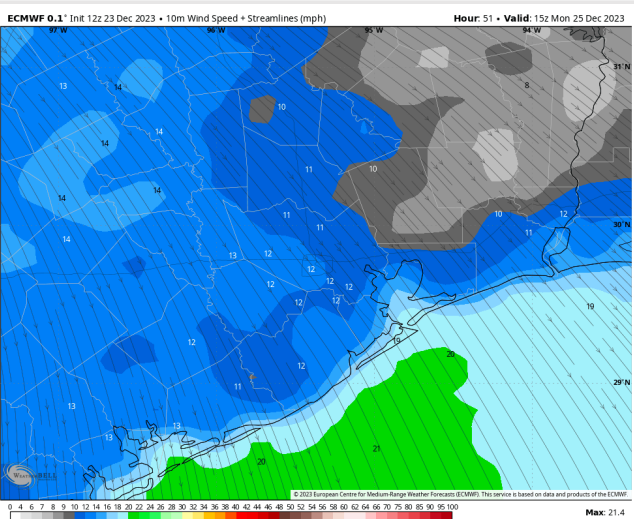 ECMWF 0.1° Init 12z 23 Dec 2023 • 10m Wind Speed + Streamlines (mph)
Hour: 51 • Valid: 15z Mon 25 Dec 2023
97°W 96°W 95°W 94°W
31°N
8
13 14
10
14
14
11 10
14
11 10 12
30°N
11 11
14
13 12
12
12 12 12
12 12
19
12 19
20
12
29°N
11
13
13
13
21
20
WeatherBELL
© 2023 European Centre for Medium-Range Weather Forecasts (ECMWF). This service is based on data and products of the ECMWF.
0 4 6 7 8 9 10 12 14 16 18 20 22 24 26 28 30 32 34 36 38 40 42 44 46 48 50 52 54 56 58 60 62 64 66 68 70 75 80 85 90 95 100
Max: 21.4